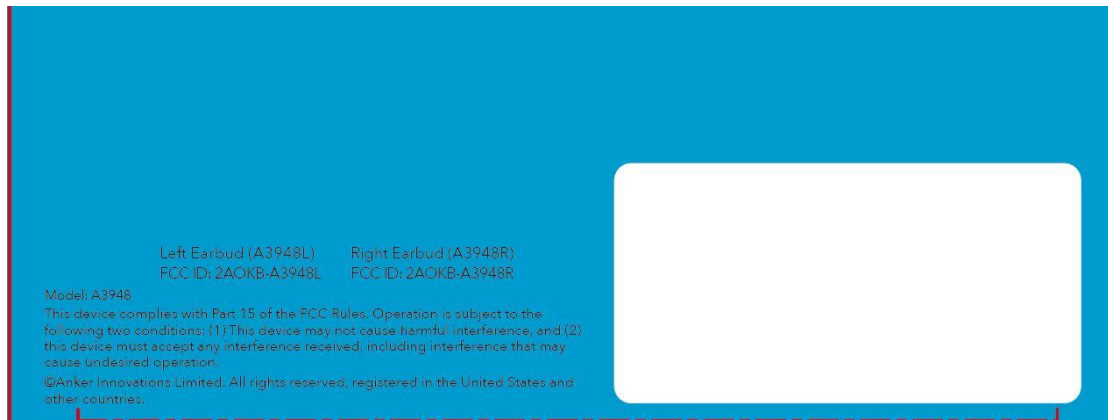 Left Earbud (A3948L) Right Earbud (A3948R)
FCC ID: 2AOKB-A3948L FCC ID: 2AOKB-A3948R
Model: A3948
This device complies with Part 15 of the FCC Rules. Operation is subject to the
following two conditions: (1) This device may not cause harmful interference, and (2)
this device must accept any interference received, including interference that may
cause undesired operation.
©Anker Innovations Limited. All rights reserved, registered in the United States and
other countries.